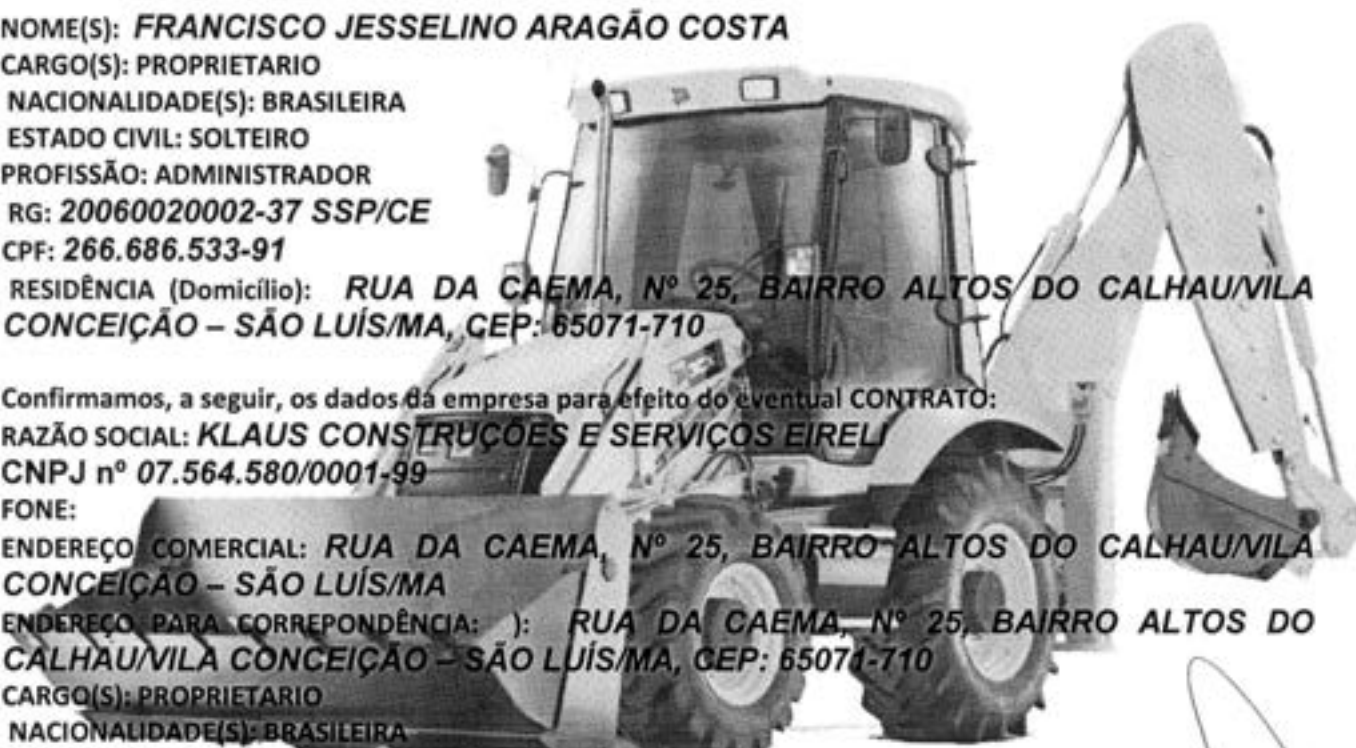 NOME(S): FRANCISCO JESSELINO ARAGÃO COSTA
CARGO(S): PROPRIETARIO
NACIONALIDADE(S): BRASILEIRA
ESTADO CIVIL: SOLTEIRO
PROFISSÃO: ADMINISTRADOR
RG: 20060020002-37 SSP/CE
CPF: 266.686.533-91
RESIDÊNCIA (Domicílio): RUA DA CAEMA, Nº 25, BAIRRO ALTOS DO CALHAU/VILA
CONCEIÇÃO – SÃO LUÍS/MA, CEP: 65071-710
Confirmamos, a seguir, os dados da empresa para efeito do eventual CONTRATO:
RAZÃO SOCIAL: KLAUS CONSTRUÇÕES E SERVIÇOS EIRELI
CNPJ nº 07.564.580/0001-99
FONE:
ENDEREÇO COMERCIAL: RUA DA CAEMA, Nº 25, BAIRRO ALTOS DO CALHAU/VILA
CONCEIÇÃO – SÃO LUÍS/MA
ENDEREÇO PARA CORREPONDÊNCIA: ): RUA DA CAEMA, Nº 25, BAIRRO ALTOS DO
CALHAU/VILA CONCEIÇÃO – SÃO LUÍS/MA, CEP: 65071-710
CARGO(S): PROPRIETARIO
NACIONALIDADE(S): BRASILEIRA